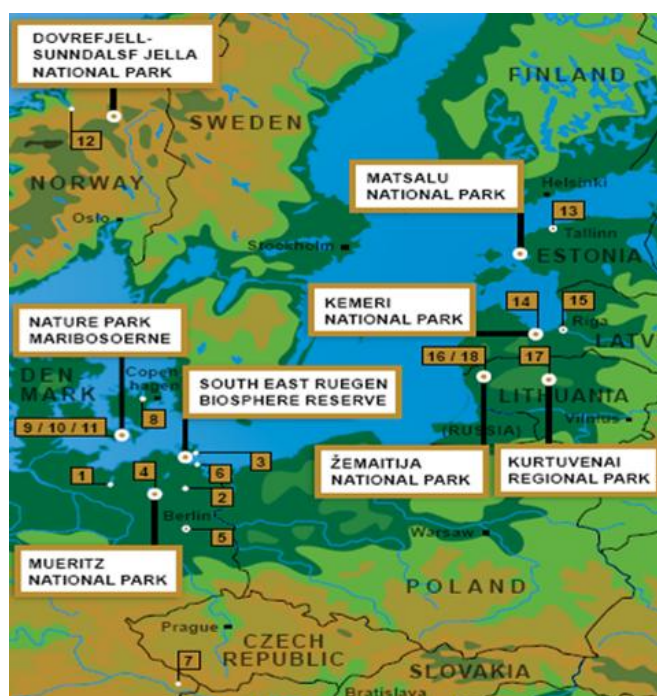 DOVREFJELL-
SUNNDALSF JELLA
NATIONAL PARK
FINLAND
SWEDEN
12
NORWAY
MATSALU
NATIONAL PARK
Helsinki
13
Oslo
Tallinn
Stockholm
ESTONIA
NATURE PARK
MARIBOSOERNE
KEMERI
NATIONAL PARK
14
15
Riga
LATV
DEN
MARK
Copen
hagen
SOUTH EAST RUEGEN
BIOSPHERE RESERVE
16 / 18
17
LITHUANIA
8
9 / 10 / 11
Vilnius
(RUSSIA)
3
1
4
6
ŽEMAITIJA
NATIONAL PARK
KURTUVENAI
REGIONAL PARK
2
Berlin
5
Warsaw
MUERITZ
NATIONAL PARK
POLAND
Prague
CZECH
REPUBLIC
7
SLOVAKIA
Bratislava